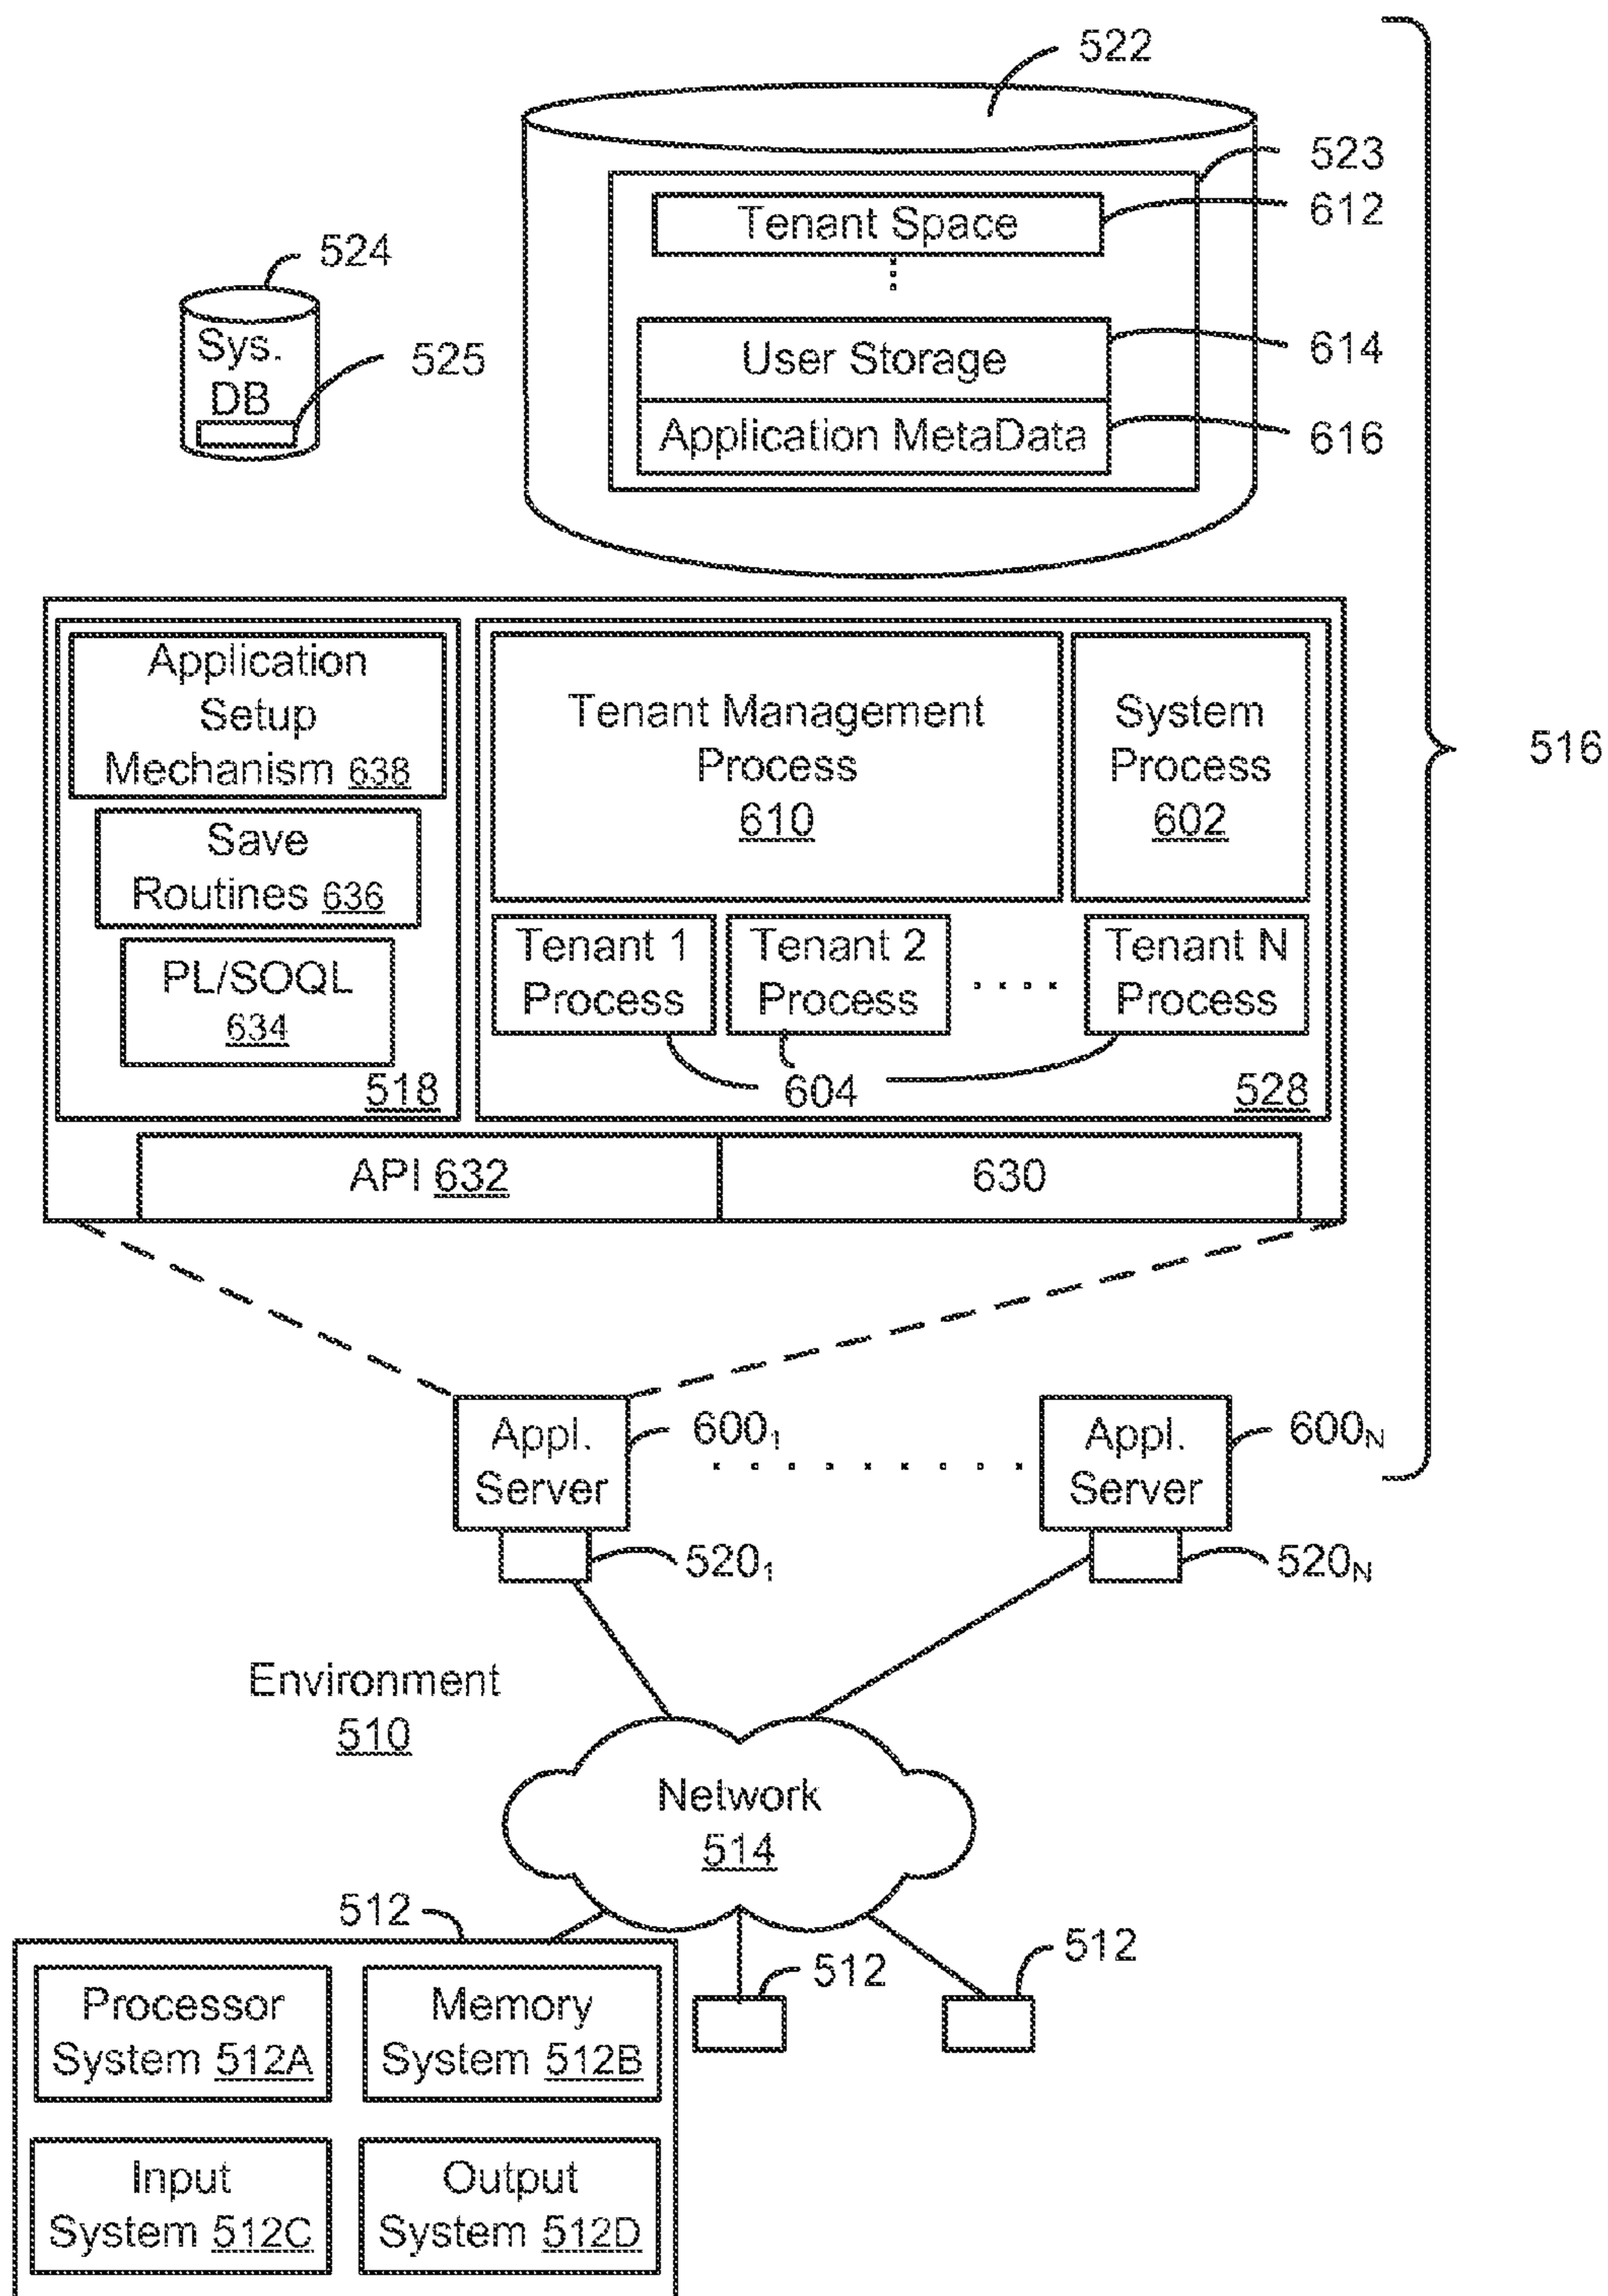 522
523
Tenant Space
612
524
Sys.
DB
525
User Storage
614
Application MetaData
616
516
Application
Setup
Mechanism 638
Save
Routines 636
PL/SOQL
634
518
Tenant Management
Process
610
System
Process
602
Tenant 1
Process
Tenant 2
Process
Tenant N
Process
604
528
API 632
630
Appl.
Server
600₁
Appl.
Server
600N
520₁
520N
Environment
510
Network
514
512
512
512
Processor
System 512A
Memory
System 512B
Input
System 512C
Output
System 512D